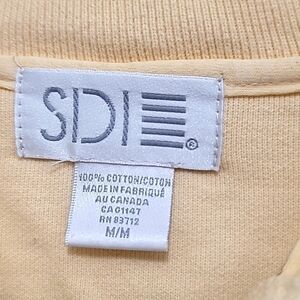 SDI ®
100% COTTON/COTON
MADE IN FABRIQUÉ
AU CANADA
CA 01147
RN 83712
M/M